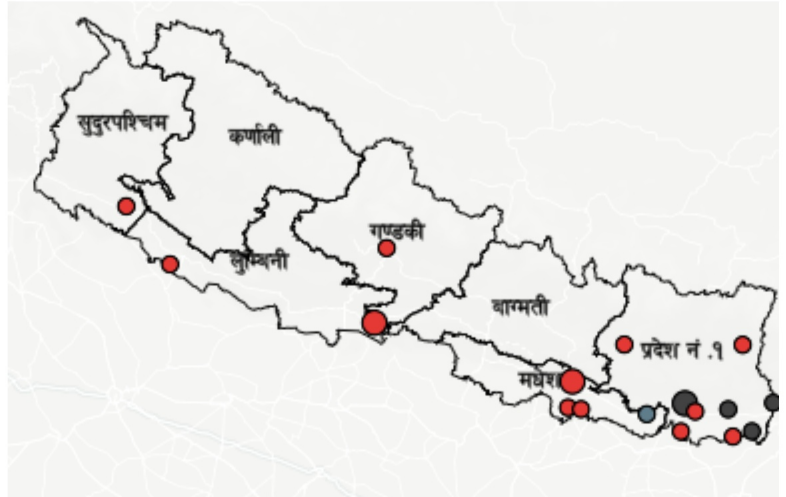 सुदुरपश्चिम
कर्णाली
गण्डकी
लुम्बिनी
बाग्मती
प्रदेश नं .१
मधेश